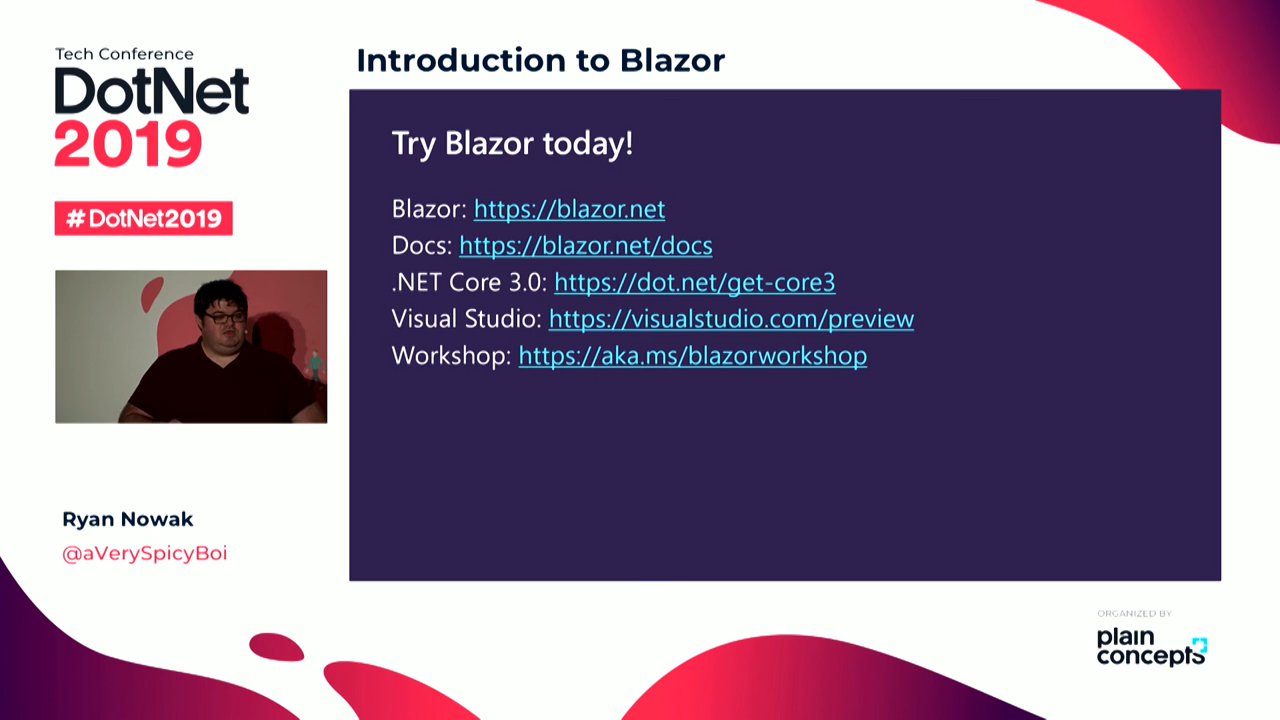 Tech Conference
DotNet
2019
#DotNet2019
Introduction to Blazor
Try Blazor today!
Blazor: https://blazor.net
Docs: https://blazor.net/docs
.NET Core 3.0: https://dot.net/get-core3
Visual Studio: https://visualstudio.com/preview
Workshop: https://aka.ms/blazorworkshop
Ryan Nowak
@aVerySpicyBoi
ORGANIZED BY
plain
concepts